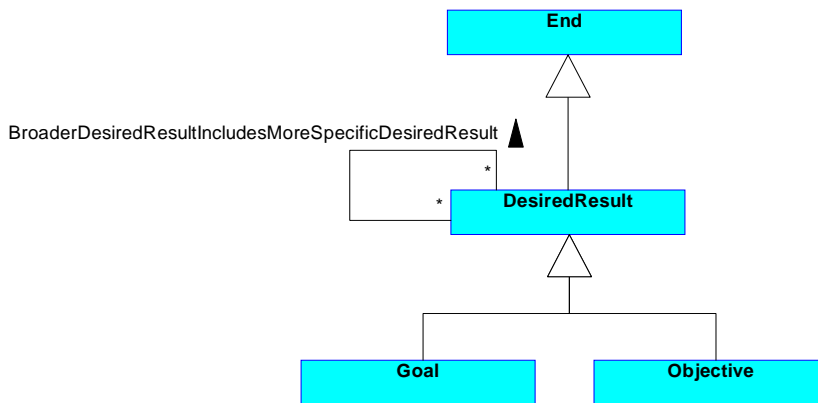 End
BroaderDesiredResultIncludesMoreSpecificDesiredResult
*
*
DesiredResult
Goal
Objective